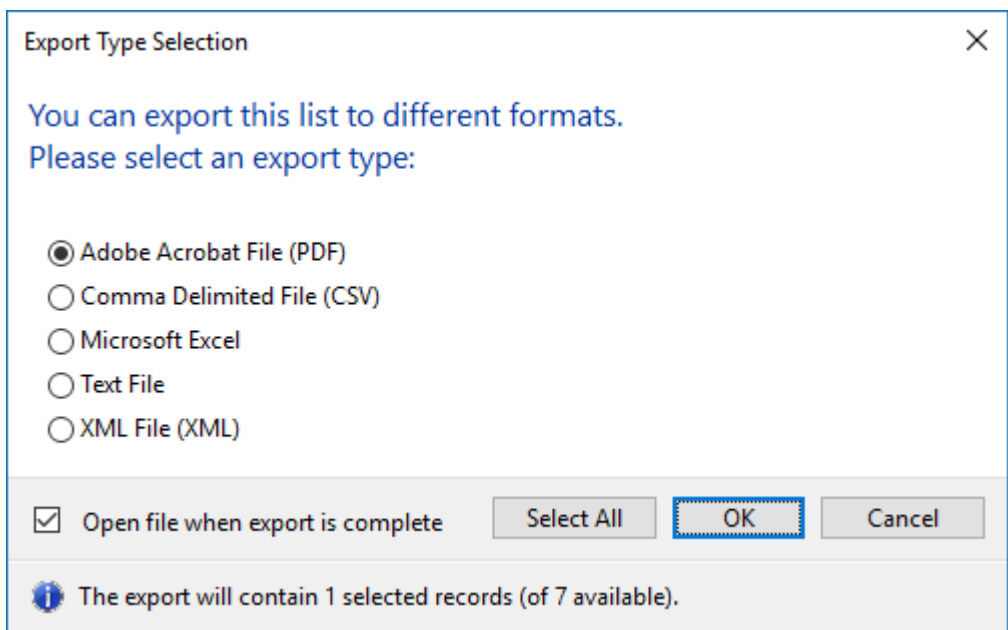 Export Type Selection
You can export this list to different formats.
Please select an export type:
Adobe Acrobat File (PDF)
Comma Delimited File (CSV)
Microsoft Excel
Text File
XML File (XML)
Open file when export is complete
Select All
OK
Cancel
The export will contain 1 selected records (of 7 available).